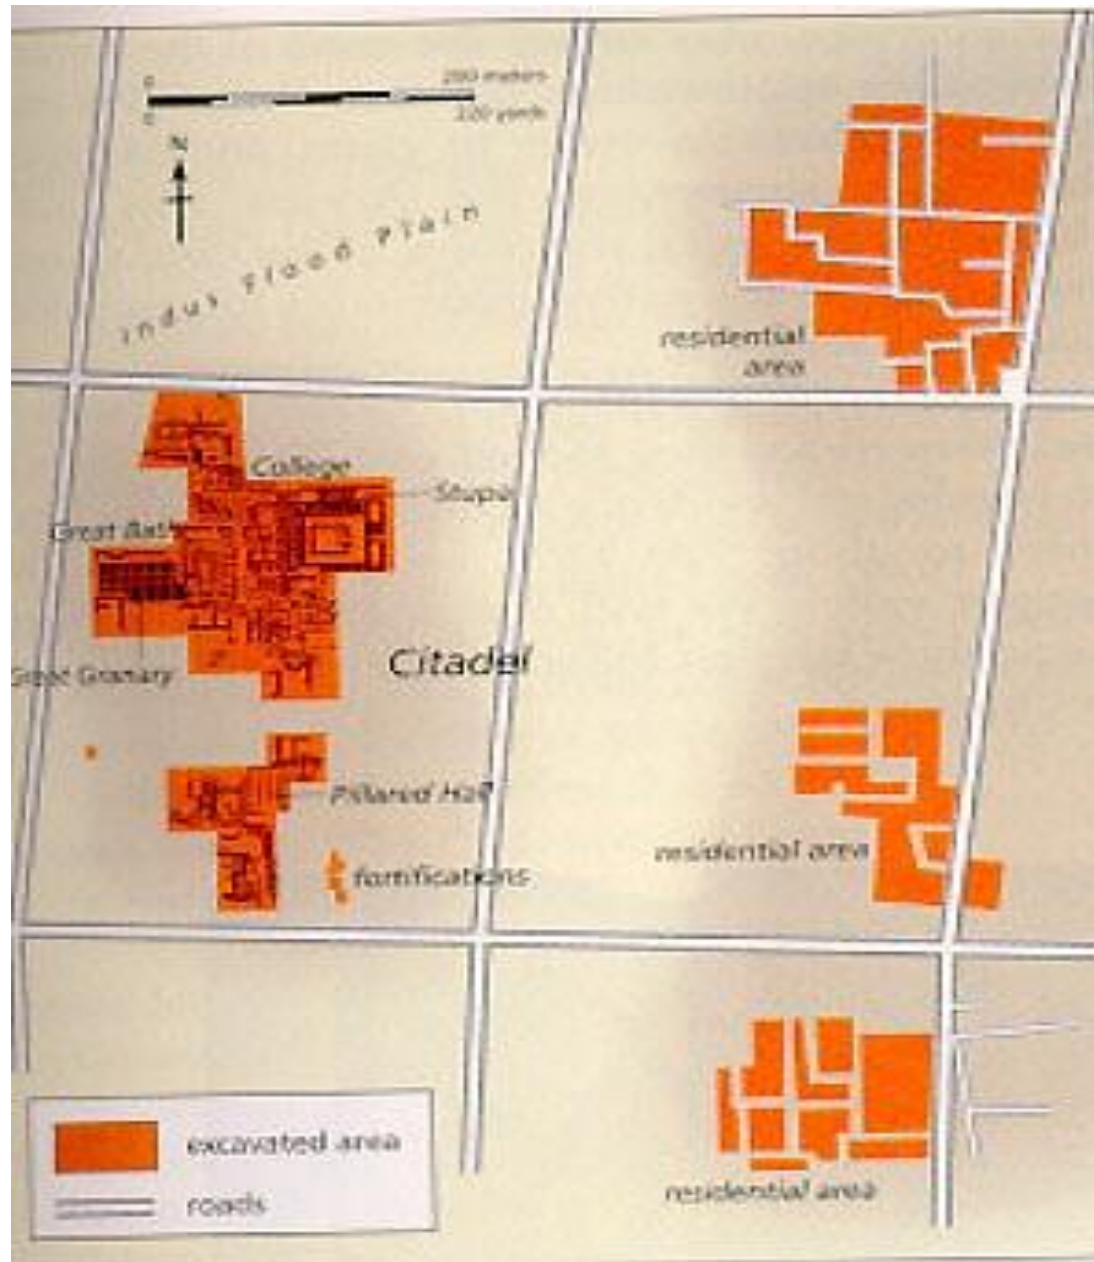 0
200 meters
0
220 yards
N
Indus Flood Plain
residential
area
College
Stupa
Great Bath
Citadel
Great Granary
Pillared Hall
fortifications
residential area
residential area
excavated area
roads